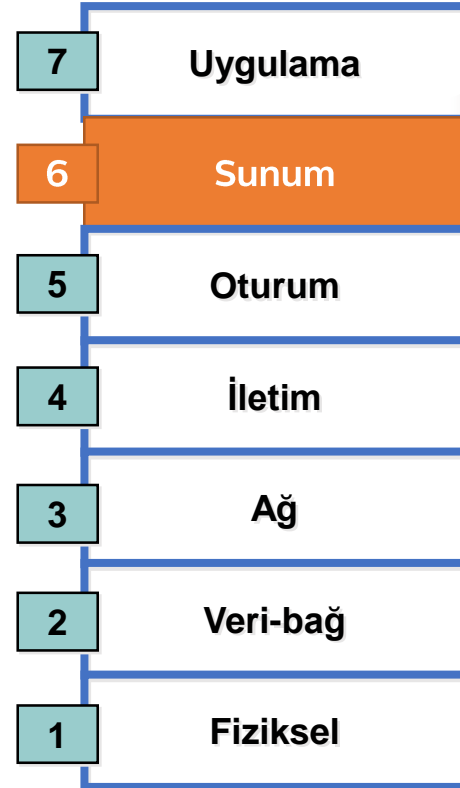 7 Uygulama
6 Sunum
5 Oturum
4 İletim
3 Ağ
2 Veri-bağ
1 Fiziksel